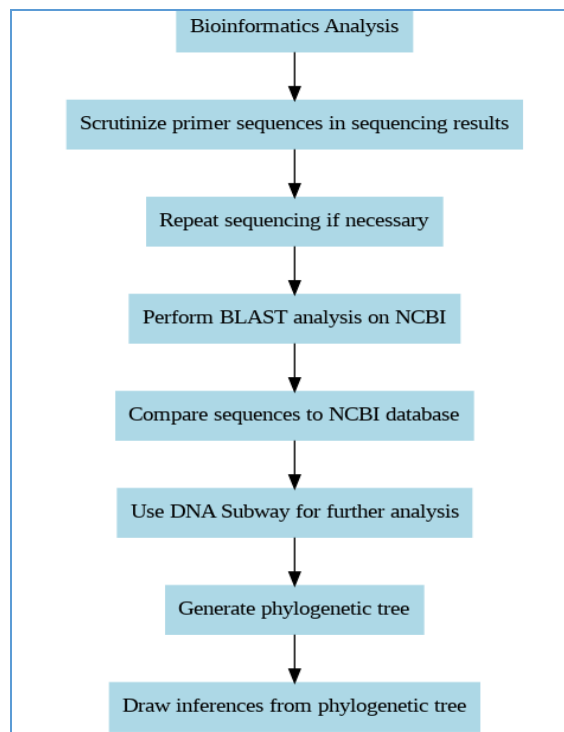 Bioinformatics Analysis
Scrutinize primer sequences in sequencing results
Repeat sequencing if necessary
Perform BLAST analysis on NCBI
Compare sequences to NCBI database
Use DNA Subway for further analysis
Generate phylogenetic tree
Draw inferences from phylogenetic tree